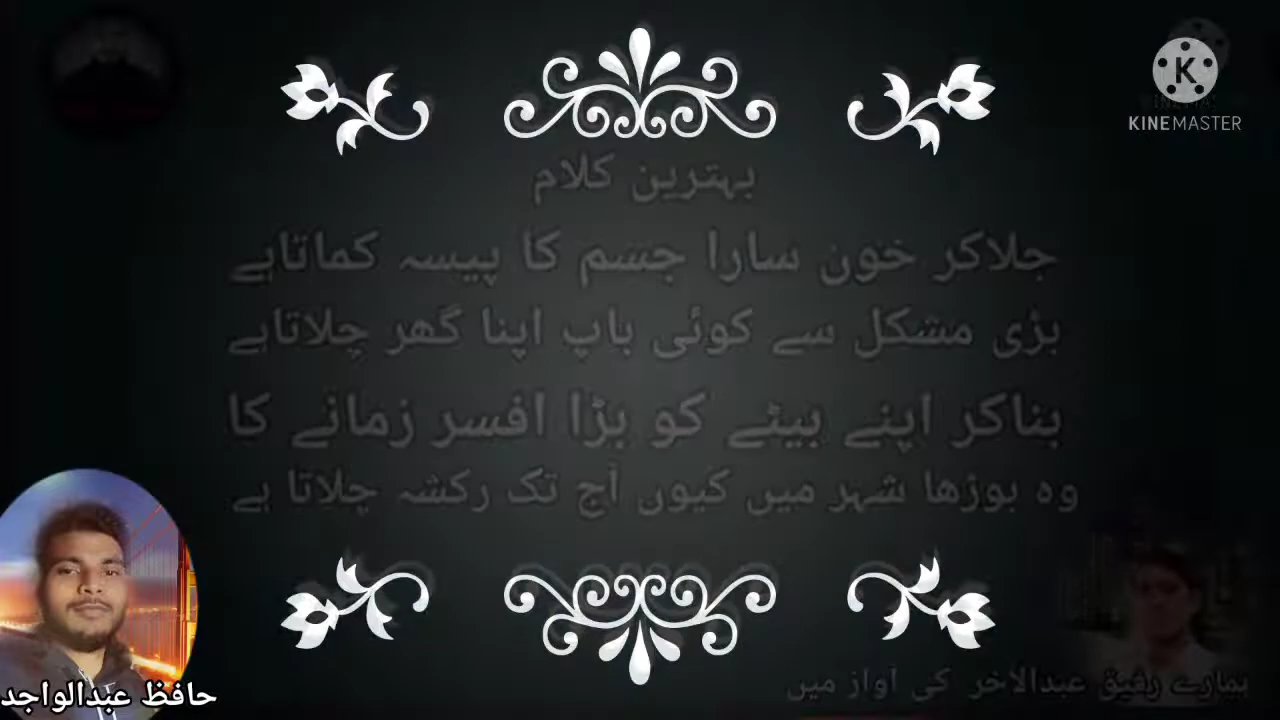 KINEMASTER
بہترین کلام
جلاکر خون سارا جسم کا پیسہ کماتاہے
بڑی مشکل سے کوئی باپ اپنا گھر چلاتاہے
بناکر اپنے بیٹے کو بڑا افسر زمانے کا
وہ بوڑھا شہر میں کیوں آج تک رکشہ چلاتا ہے
ہمارے رفیق عبدالاخر کی آواز میں
حافظ عبدالواجد